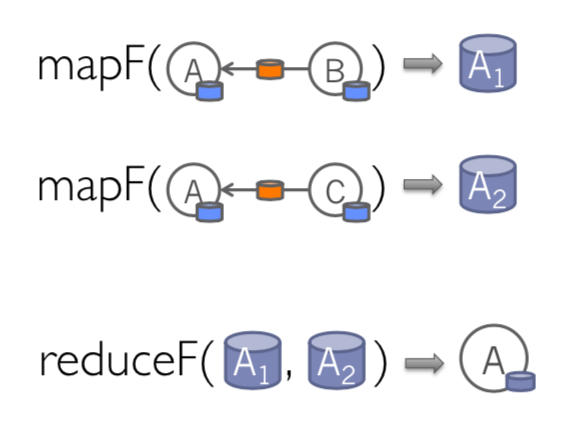 mapF( A B ) A1
mapF( A C ) A2
reduceF( A1 , A2 ) A